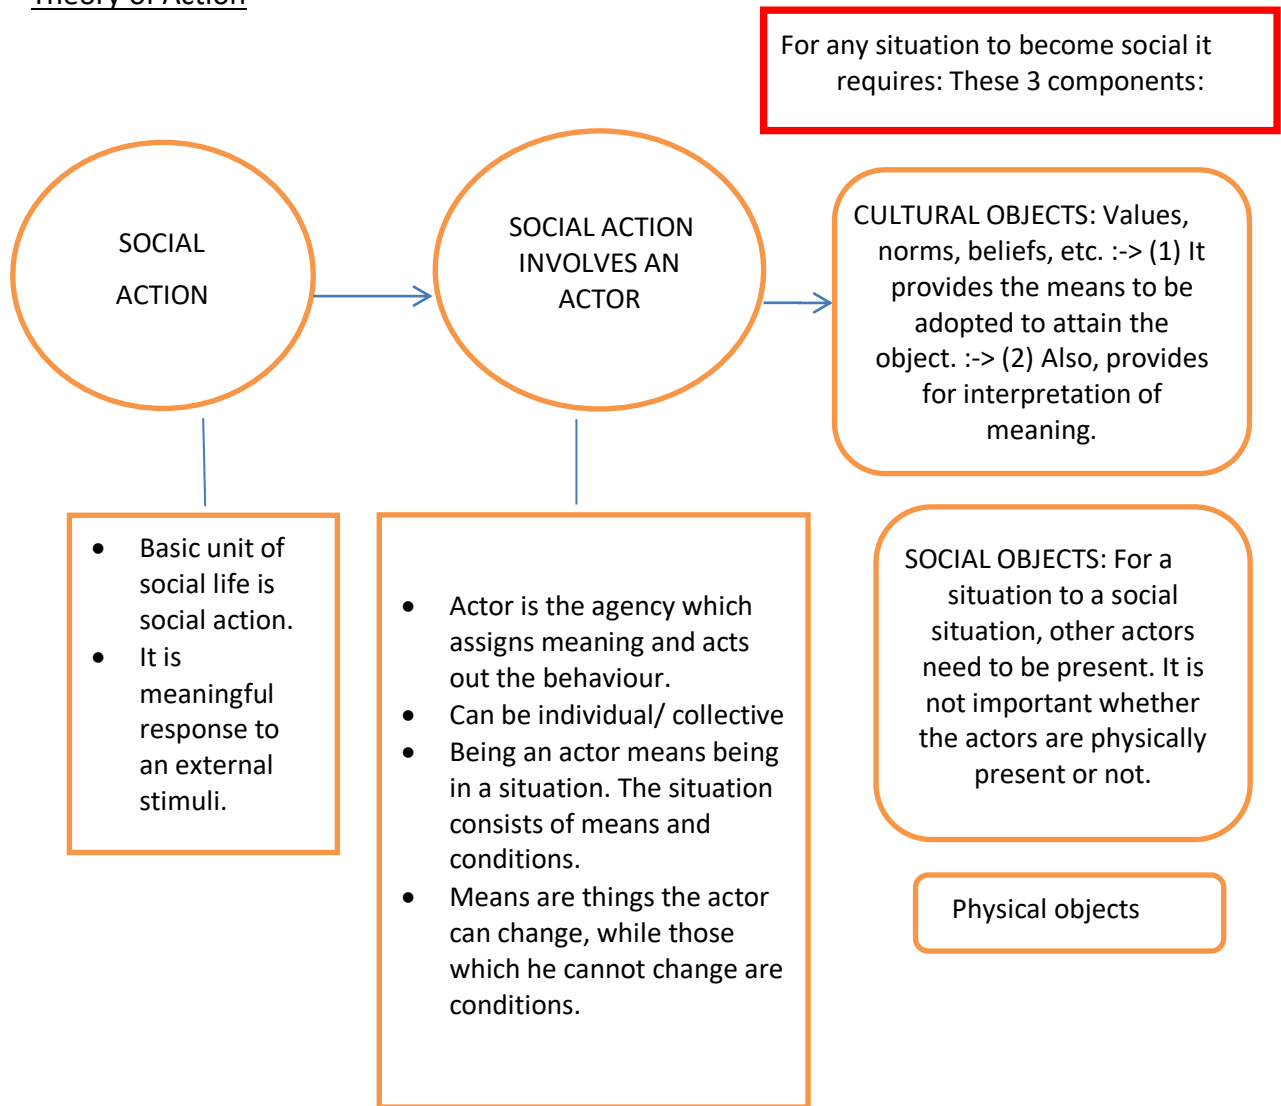 Theory of Action
For any situation to become social it
requires: These 3 components:
SOCIAL
ACTION
SOCIAL ACTION
INVOLVES AN
ACTOR
CULTURAL OBJECTS: Values,
norms, beliefs, etc. :-> (1) It
provides the means to be
adopted to attain the
object. :-> (2) Also, provides
for interpretation of
meaning.
• Basic unit of
social life is
social action.
• It is
meaningful
response to
an external
stimuli.
• Actor is the agency which
assigns meaning and acts
out the behaviour.
• Can be individual/ collective
• Being an actor means being
in a situation. The situation
consists of means and
conditions.
• Means are things the actor
can change, while those
which he cannot change are
conditions.
SOCIAL OBJECTS: For a
situation to a social
situation, other actors
need to be present. It is
not important whether
the actors are physically
present or not.
Physical objects